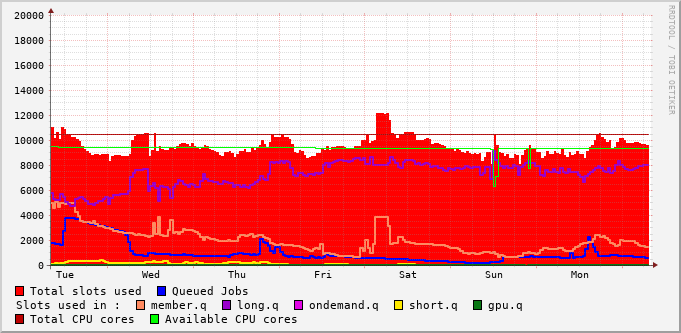 20000
18000
16000
14000
12000
10000
8000
6000
4000
2000
0
Tue Wed Thu Fri Sat Sun Mon
RRDTOOL / TOBI OETIKER
Total slots used Queued Jobs
Slots used in : member.q long.q ondemand.q short.q gpu.q
Total CPU cores Available CPU cores